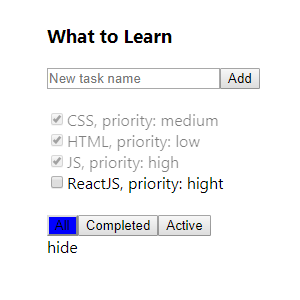 What to Learn
New task name Add
CSS, priority: medium
HTML, priority: low
JS, priority: high
ReactJS, priority: hight
All Completed Active
hide